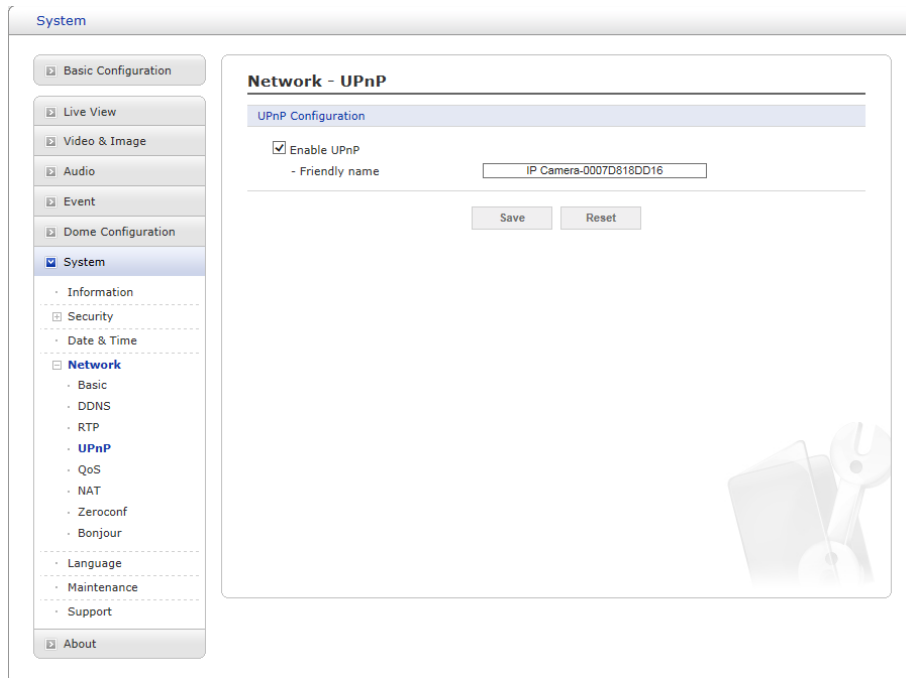 System
Basic Configuration
Live View
Video & Image
Audio
Event
Dome Configuration
System
Information
Security
Date & Time
Network
Basic
DDNS
RTP
UPnP
QoS
NAT
Zeroconf
Bonjour
Language
Maintenance
Support
About
Network - UPnP
UPnP Configuration
Enable UPnP
- Friendly name IP Camera-0007D818DD16
Save Reset